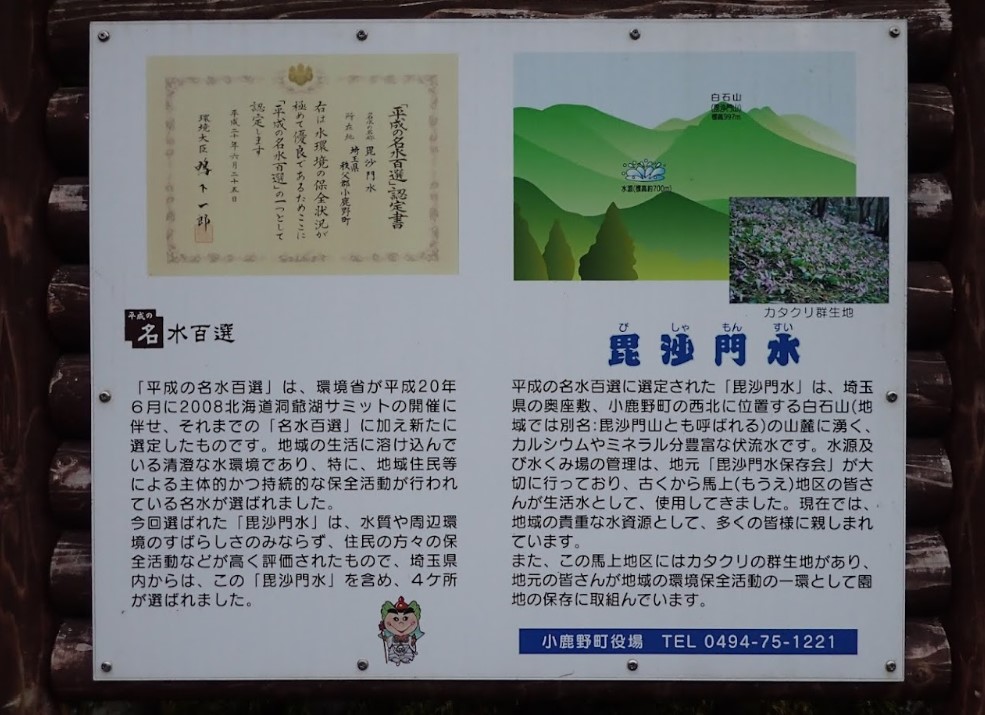 「平成の名水百選」認定書
名水の名称 毘沙門水
所在地 埼玉県
秩父郡小鹿野町
右は水環境の保全状況が
極めて優良であるためここに
「平成の名水百選」の一つとして
認定します
平成二十年六月二十五日
環境大臣 鴨下一郎
平成の
名水百選
「平成の名水百選」は、環境省が平成20年
6月に2008北海道洞爺湖サミットの開催に
併せ、それまでの「名水百選」に加え新たに
選定したものです。地域の生活に溶け込んで
いる清澄な水環境であり、特に、地域住民等
による主体的かつ持続的な保全活動が行われ
ている名水が選ばれました。
今回選ばれた「毘沙門水」は、水質や周辺環
境のすばらしさのみならず、住民の方々の保
全活動などが高く評価されたもので、埼玉県
内からは、この「毘沙門水」を含め、4ケ所
が選ばれました。
白石山
(毘沙門山)
標高997m
水源(標高約700m)
カタクリ群生地
び しゃ もん すい
毘沙門水
平成の名水百選に選定された「毘沙門水」は、埼玉
県の奥座敷、小鹿野町の西北に位置する白石山(地
域では別名:毘沙門山とも呼ばれる)の山麓に湧く、
カルシウムやミネラル分豊富な伏流水です。水源及
び水くみ場の管理は、地元「毘沙門水保存会」が大
切に行っており、古くから馬上(もうえ)地区の皆さ
んが生活水として、使用してきました。現在では、
地域の貴重な水資源として、多くの皆様に親しまれ
ています。
また、この馬上地区にはカタクリの群生地があり、
地元の皆さんが地域の環境保全活動の一環として園
地の保存に取組んでいます。
小鹿野町役場 TEL 0494-75-1221